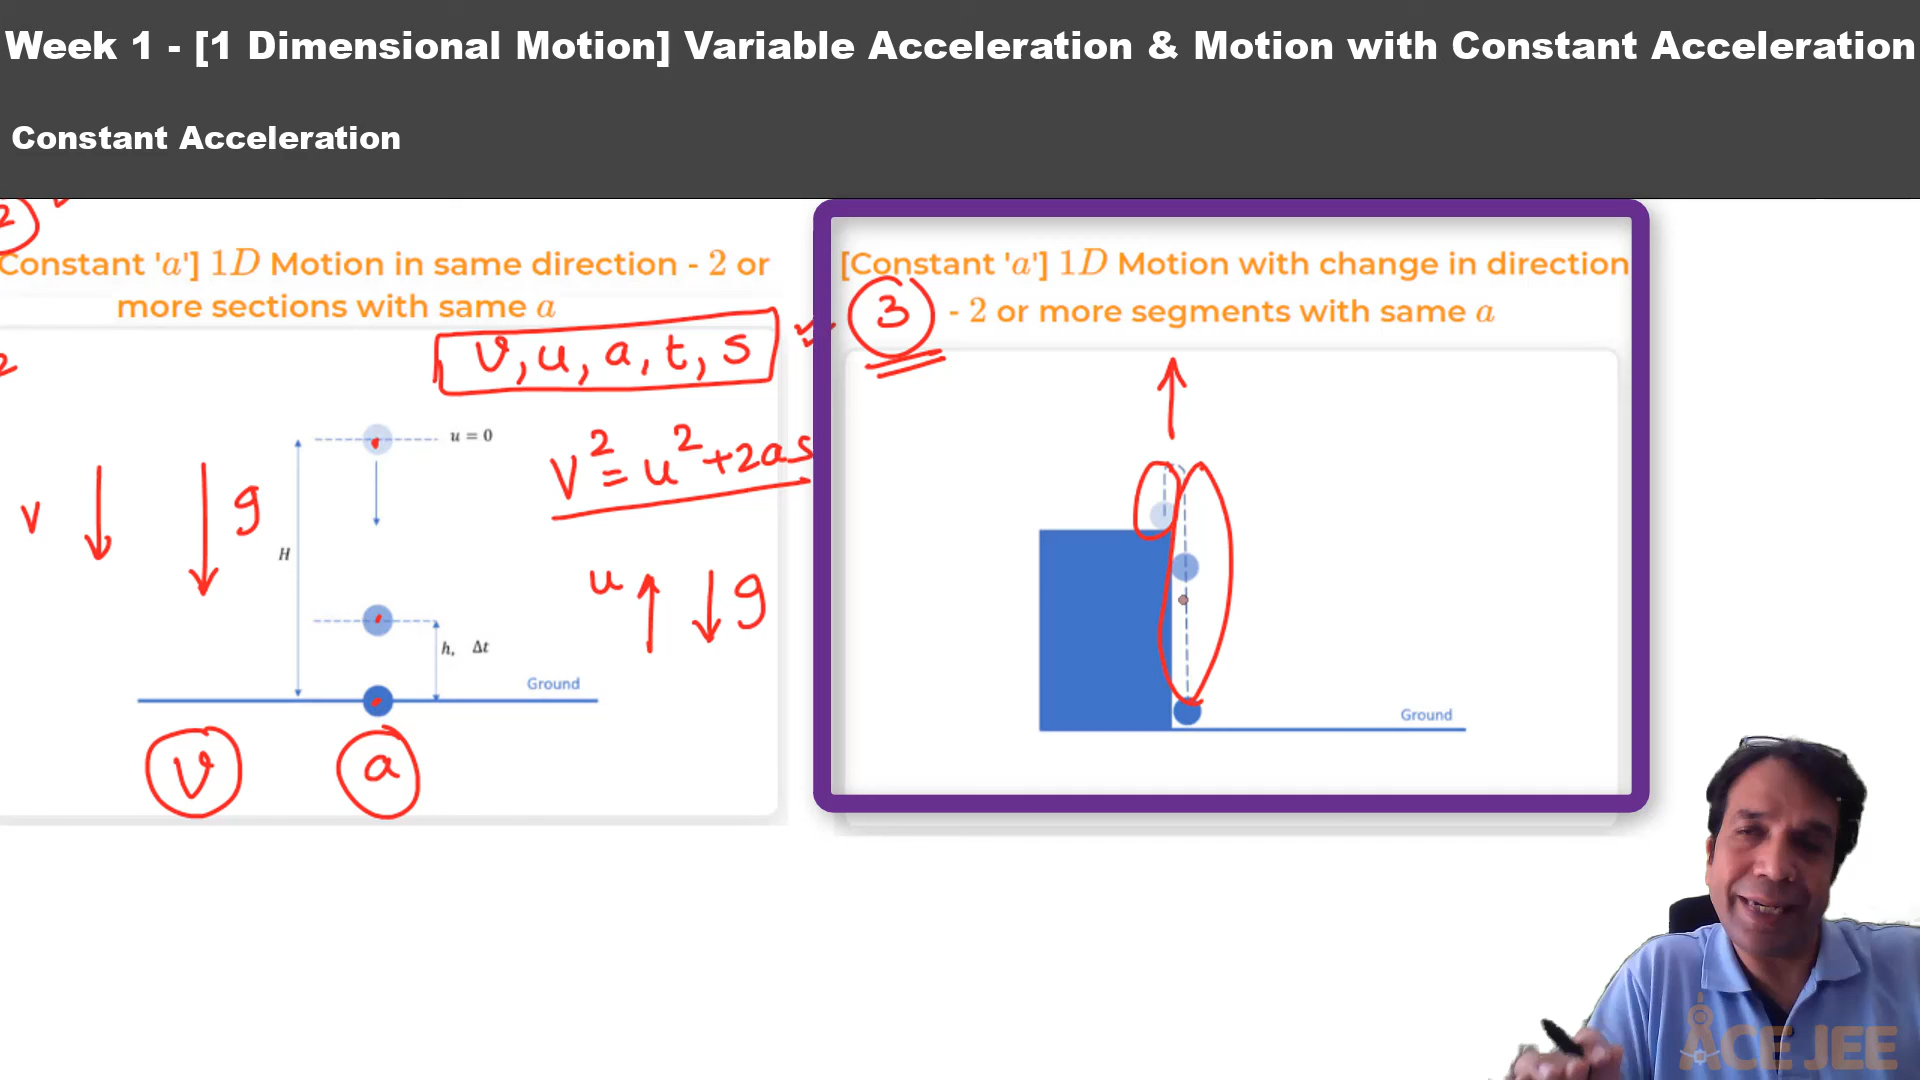 Week 1 - [1 Dimensional Motion] Variable Acceleration & Motion with Constant Acceleration
Constant Acceleration
2
Constant 'a'] 1D Motion in same direction - 2 or
more sections with same a
v, u, a, t, s
2
u = 0
v² = u² + 2as
v
g
H
u
g
h, Δt
Ground
v
a
[Constant 'a'] 1D Motion with change in direction
3
- 2 or more segments with same a
Ground
ACE JEE